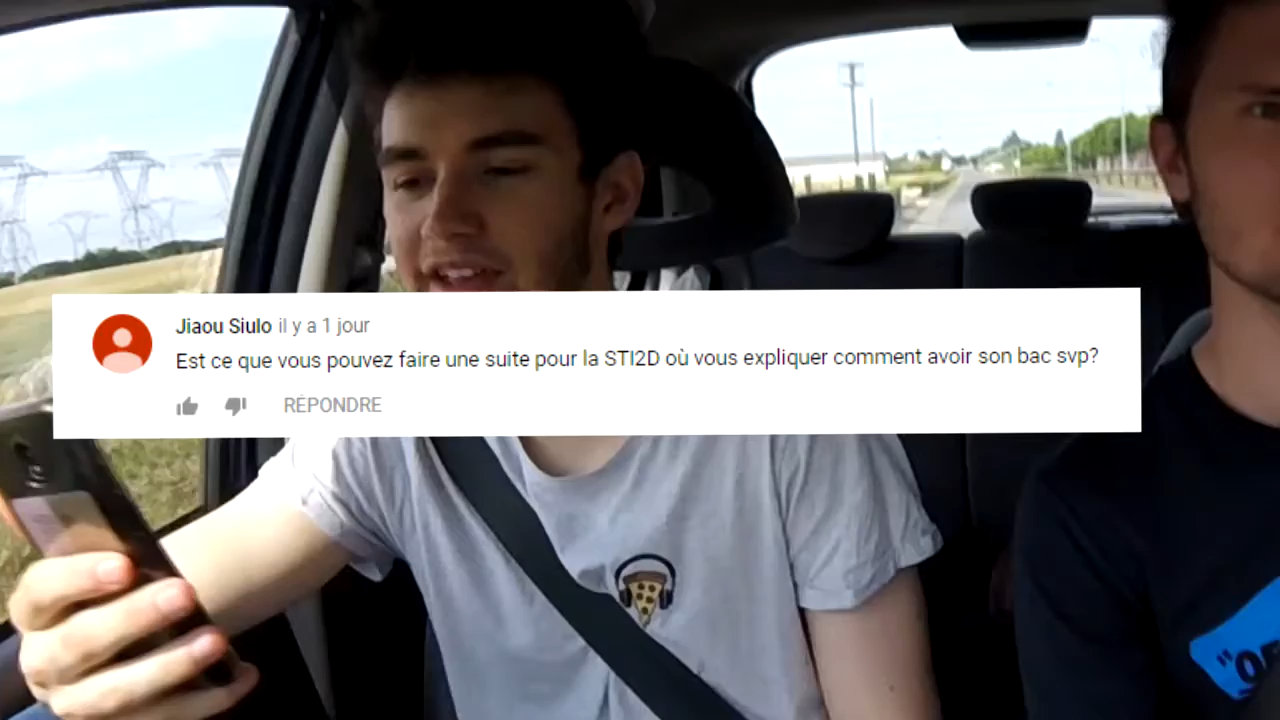 Jiaou Siulo il y a 1 jour
Est ce que vous pouvez faire une suite pour la STI2D où vous expliquer comment avoir son bac svp?
RÉPONDRE